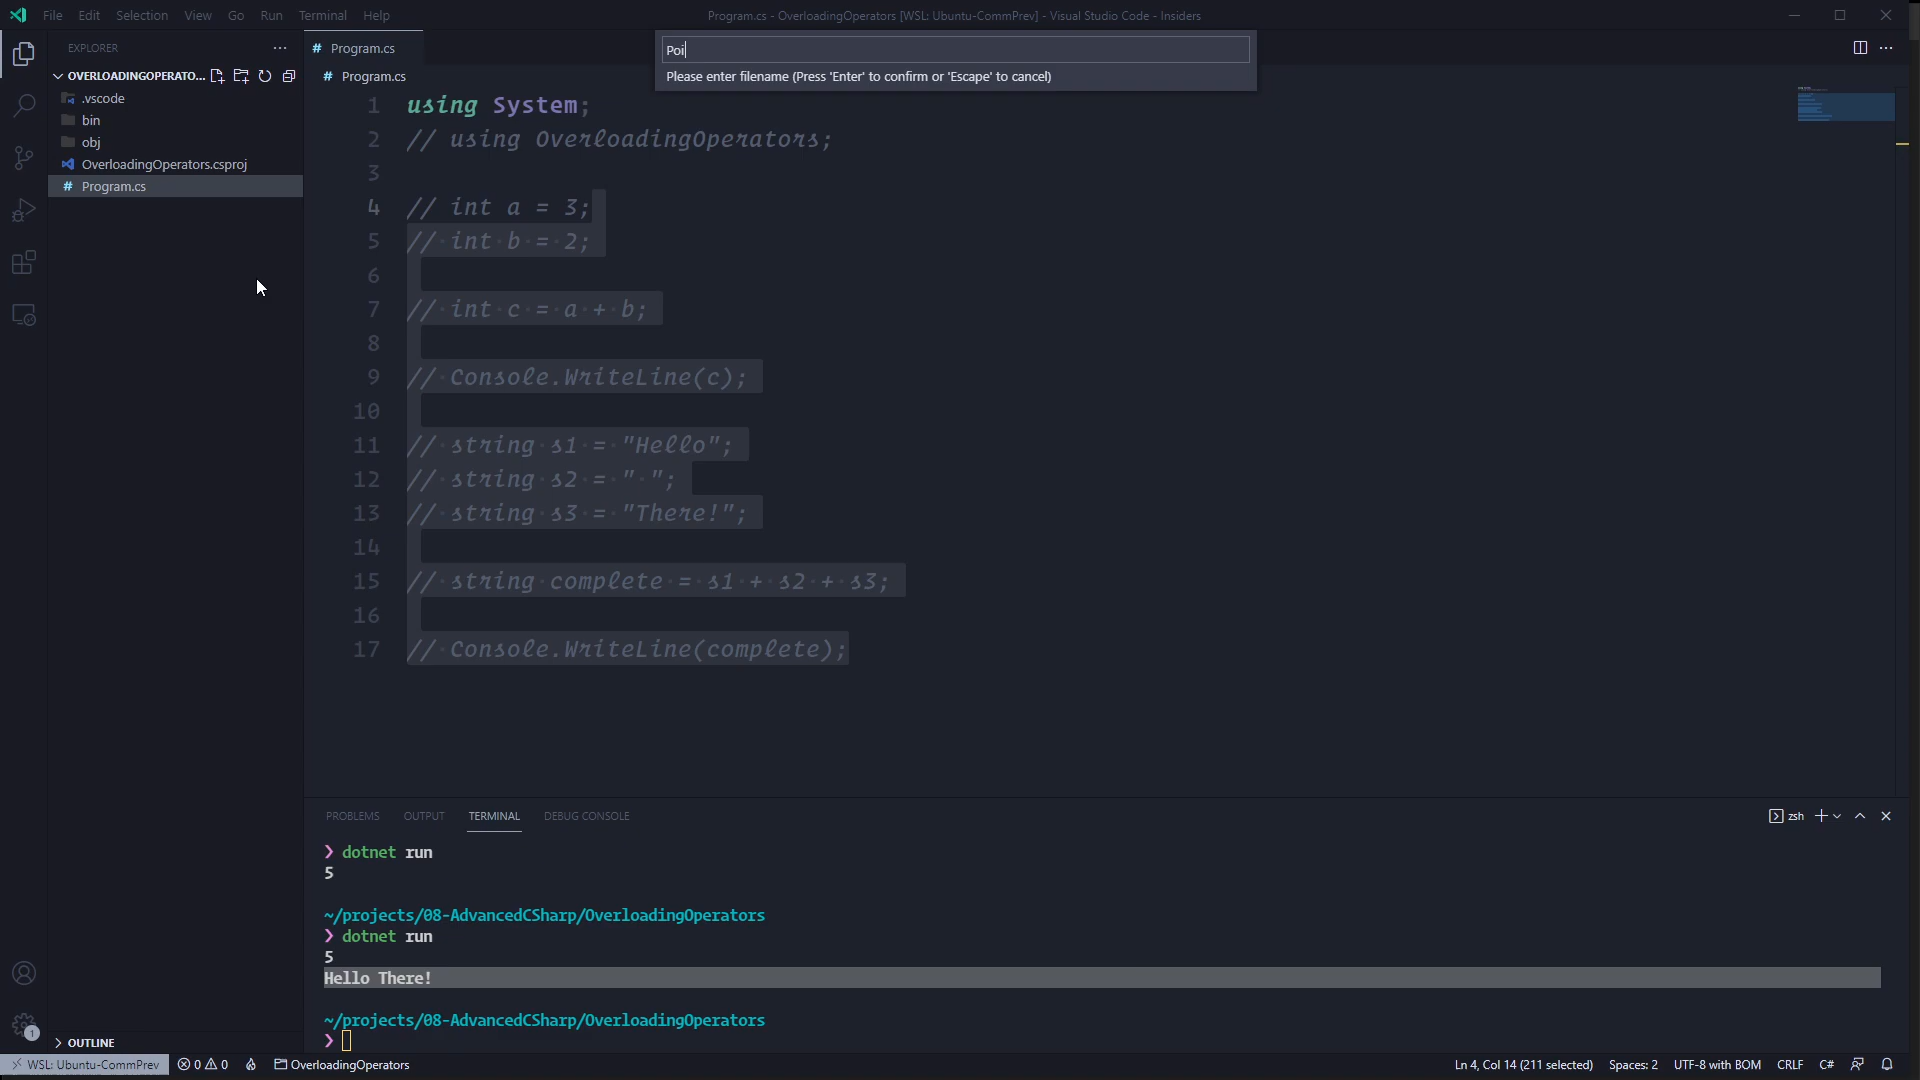 File Edit Selection View Go Run Terminal Help
Program.cs - OverloadingOperators [WSL: Ubuntu-CommPrev] - Visual Studio Code - Insiders
EXPLORER
OVERLOADINGOPERATO...
.vscode
bin
obj
OverloadingOperators.csproj
# Program.cs
OUTLINE
# Program.cs
# Program.cs
Poi
Please enter filename (Press 'Enter' to confirm or 'Escape' to cancel)
1 using System;
2 // using OverloadingOperators;
3
4 // int a = 3;
5 // int b = 2;
6
7 // int c = a + b;
8
9 // Console.WriteLine(c);
10
11 // string s1 = "Hello";
12 // string s2 = " ";
13 // string s3 = "There!";
14
15 // string complete = s1 + s2 + s3;
16
17 // Console.WriteLine(complete);
PROBLEMS OUTPUT TERMINAL DEBUG CONSOLE
zsh
❯ dotnet run
5
~/projects/08-AdvancedCSharp/OverloadingOperators
❯ dotnet run
5
Hello There!
~/projects/08-AdvancedCSharp/OverloadingOperators
❯
1
WSL: Ubuntu-CommPrev 0 0 OverloadingOperators
Ln 4, Col 14 (211 selected) Spaces: 2 UTF-8 with BOM CRLF C#